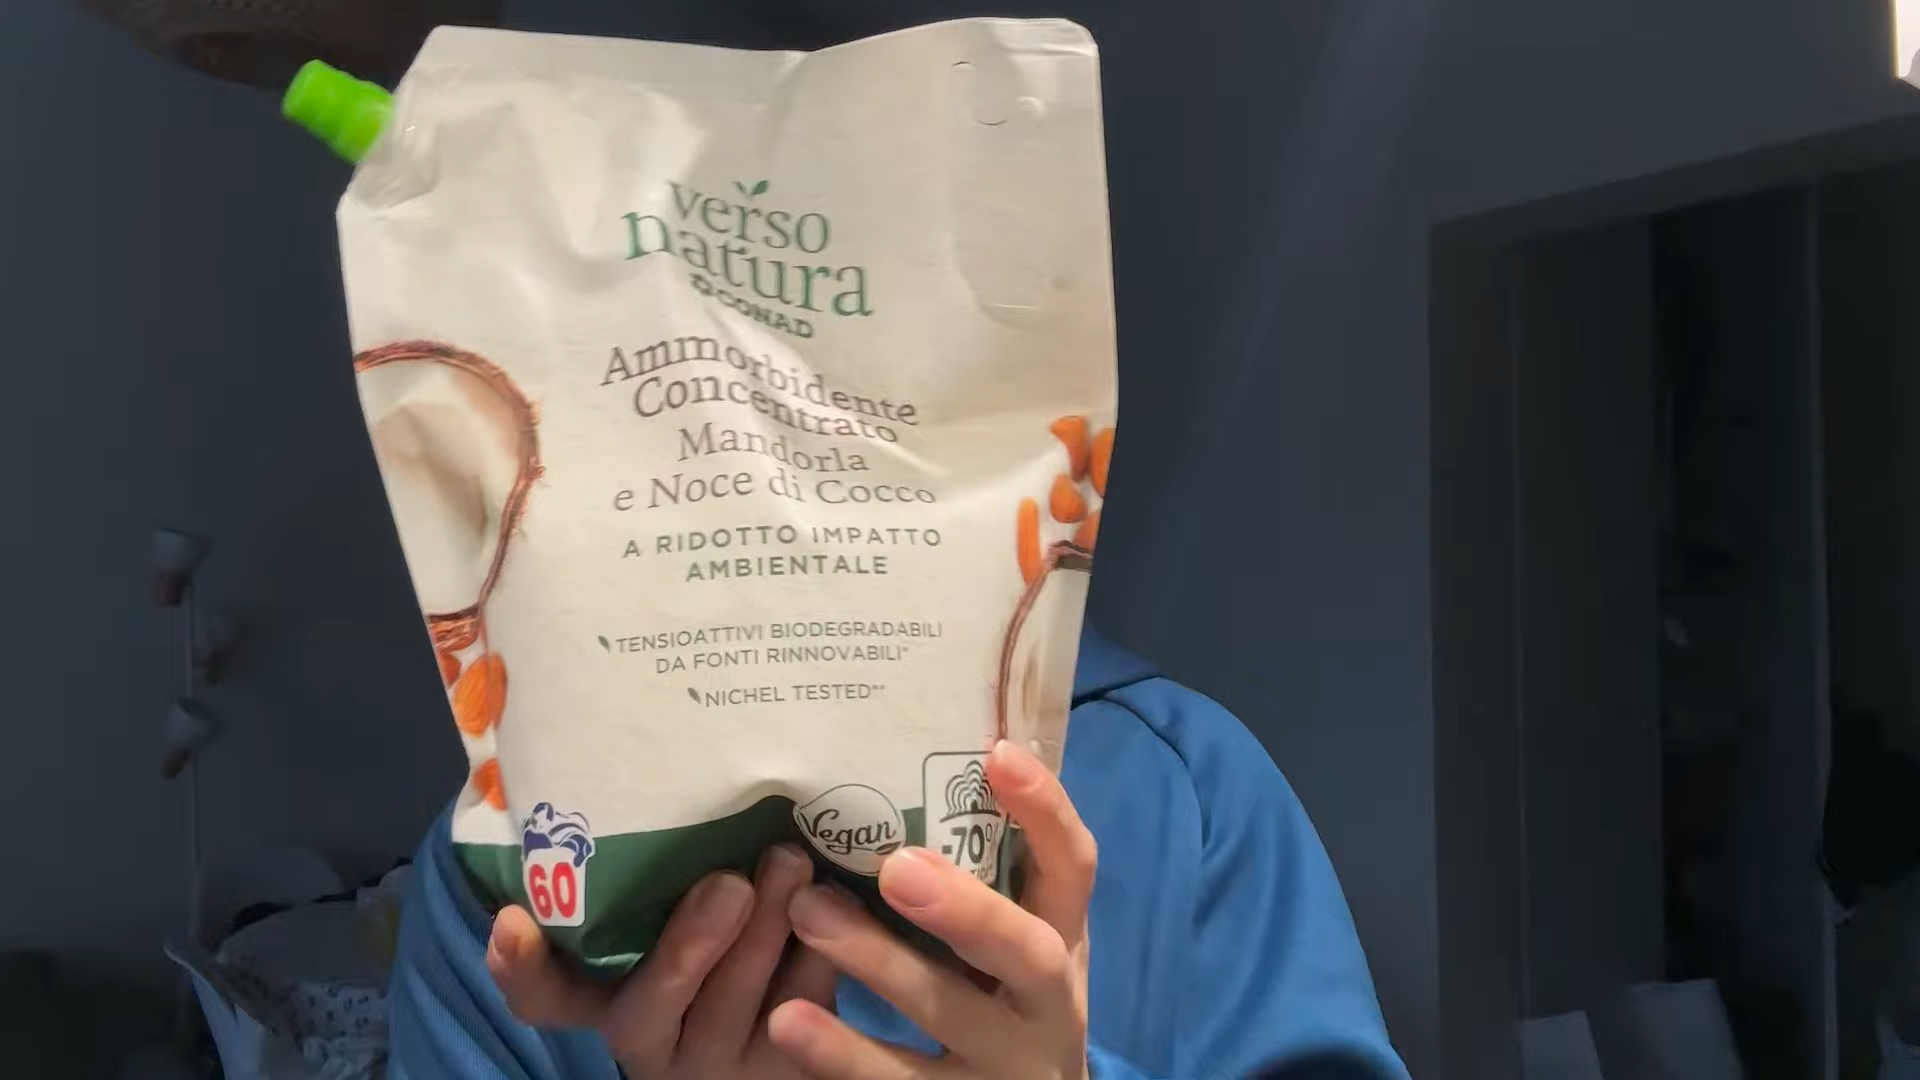 verso
natura
CONAD
Ammorbidente
Concentrato
Mandorla
e Noce di Cocco
A RIDOTTO IMPATTO
AMBIENTALE
TENSIOATTIVI BIODEGRADABILI
DA FONTI RINNOVABILI*
NICHEL TESTED**
Vegan
-70%
60